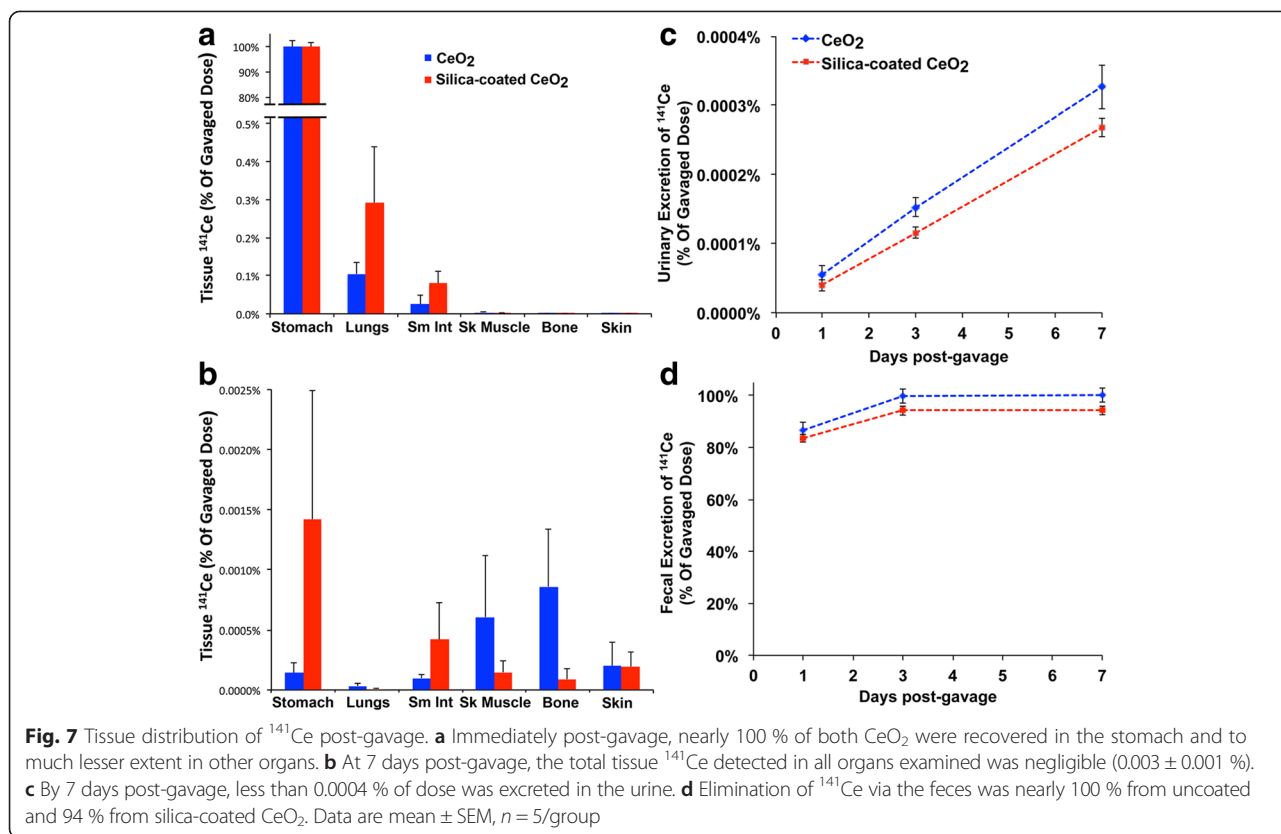 a
100%
90%
80%
0.5%
0.4%
0.3%
0.2%
0.1%
0.0%
Tissue ¹⁴¹Ce (% Of Gavaged Dose)
CeO₂
Silica-coated CeO₂
Stomach Lungs Sm Int Sk Muscle Bone Skin
c
0.0004%
0.0003%
0.0002%
0.0001%
0.0000%
Urinary Excretion of ¹⁴¹Ce
(% Of Gavaged Dose)
CeO₂
Silica-coated CeO₂
0 1 2 3 4 5 6 7
Days post-gavage
b
0.0025%
0.0020%
0.0015%
0.0010%
0.0005%
0.0000%
Tissue ¹⁴¹Ce (% Of Gavaged Dose)
Stomach Lungs Sm Int Sk Muscle Bone Skin
d
100%
80%
60%
40%
20%
0%
Fecal Excretion of ¹⁴¹Ce
(% Of Gavaged Dose)
0 1 2 3 4 5 6 7
Days post-gavage
Fig. 7 Tissue distribution of ¹⁴¹Ce post-gavage. a Immediately post-gavage, nearly 100 % of both CeO₂ were recovered in the stomach and to
much lesser extent in other organs. b At 7 days post-gavage, the total tissue ¹⁴¹Ce detected in all organs examined was negligible (0.003 ± 0.001 %).
c By 7 days post-gavage, less than 0.0004 % of dose was excreted in the urine. d Elimination of ¹⁴¹Ce via the feces was nearly 100 % from uncoated
and 94 % from silica-coated CeO₂. Data are mean ± SEM, n = 5/group